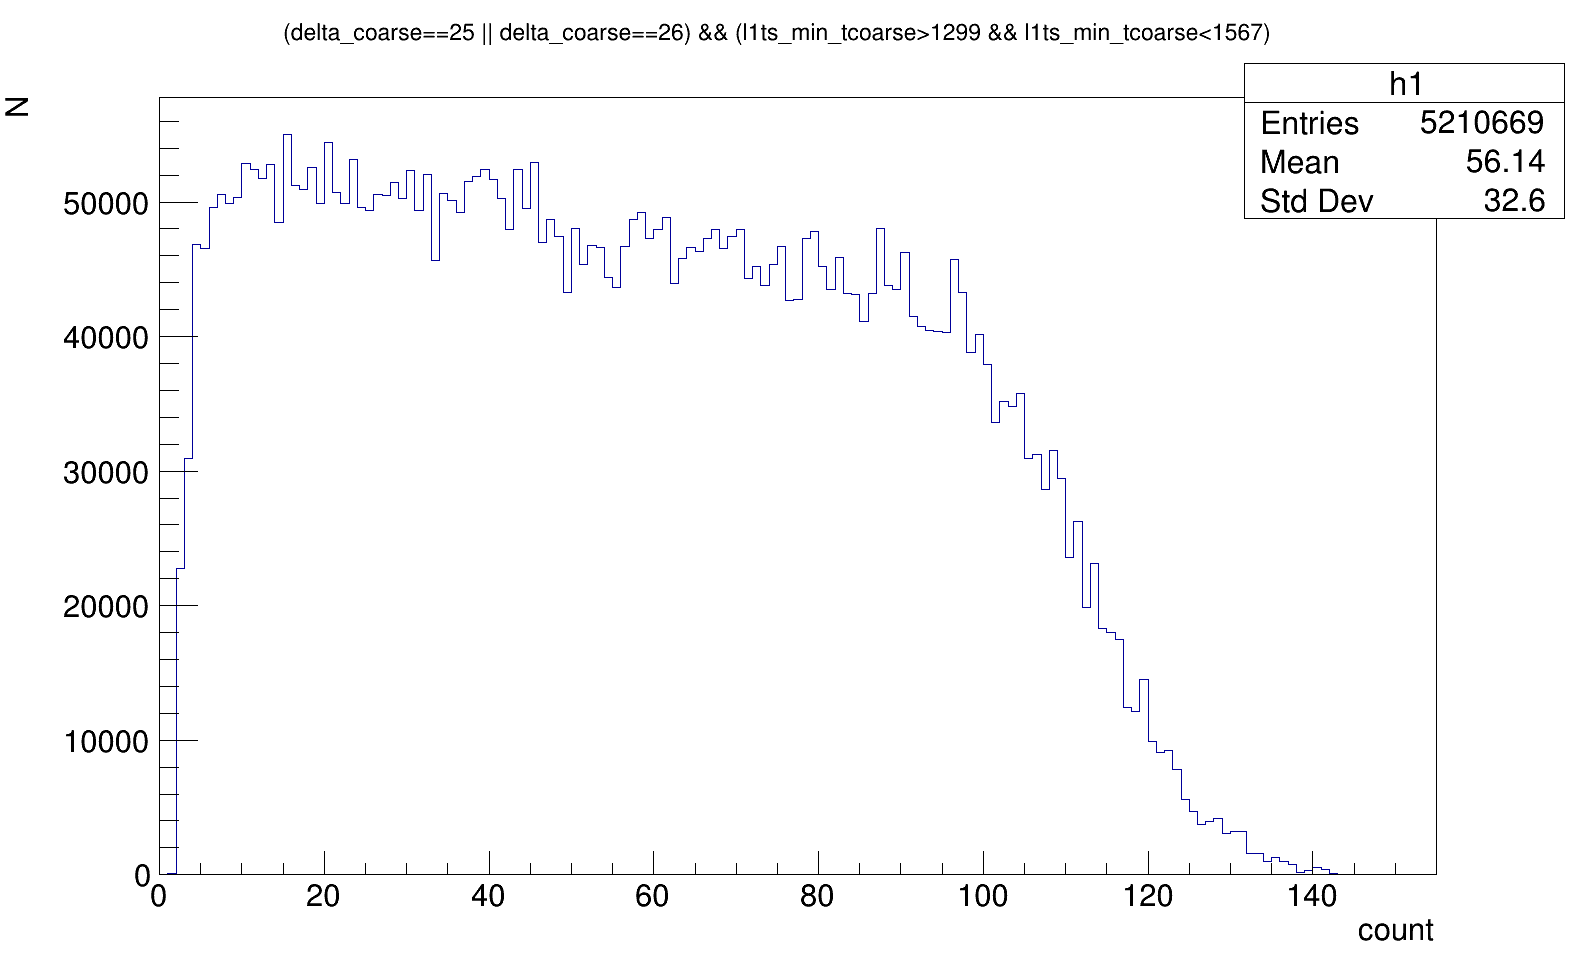 (delta_coarse==25 || delta_coarse==26) && (l1ts_min_tcoarse>1299 && l1ts_min_tcoarse<1567)
h1
Entries 5210669
Mean 56.14
Std Dev 32.6
N
50000
40000
30000
20000
10000
0
0 20 40 60 80 100 120 140
count